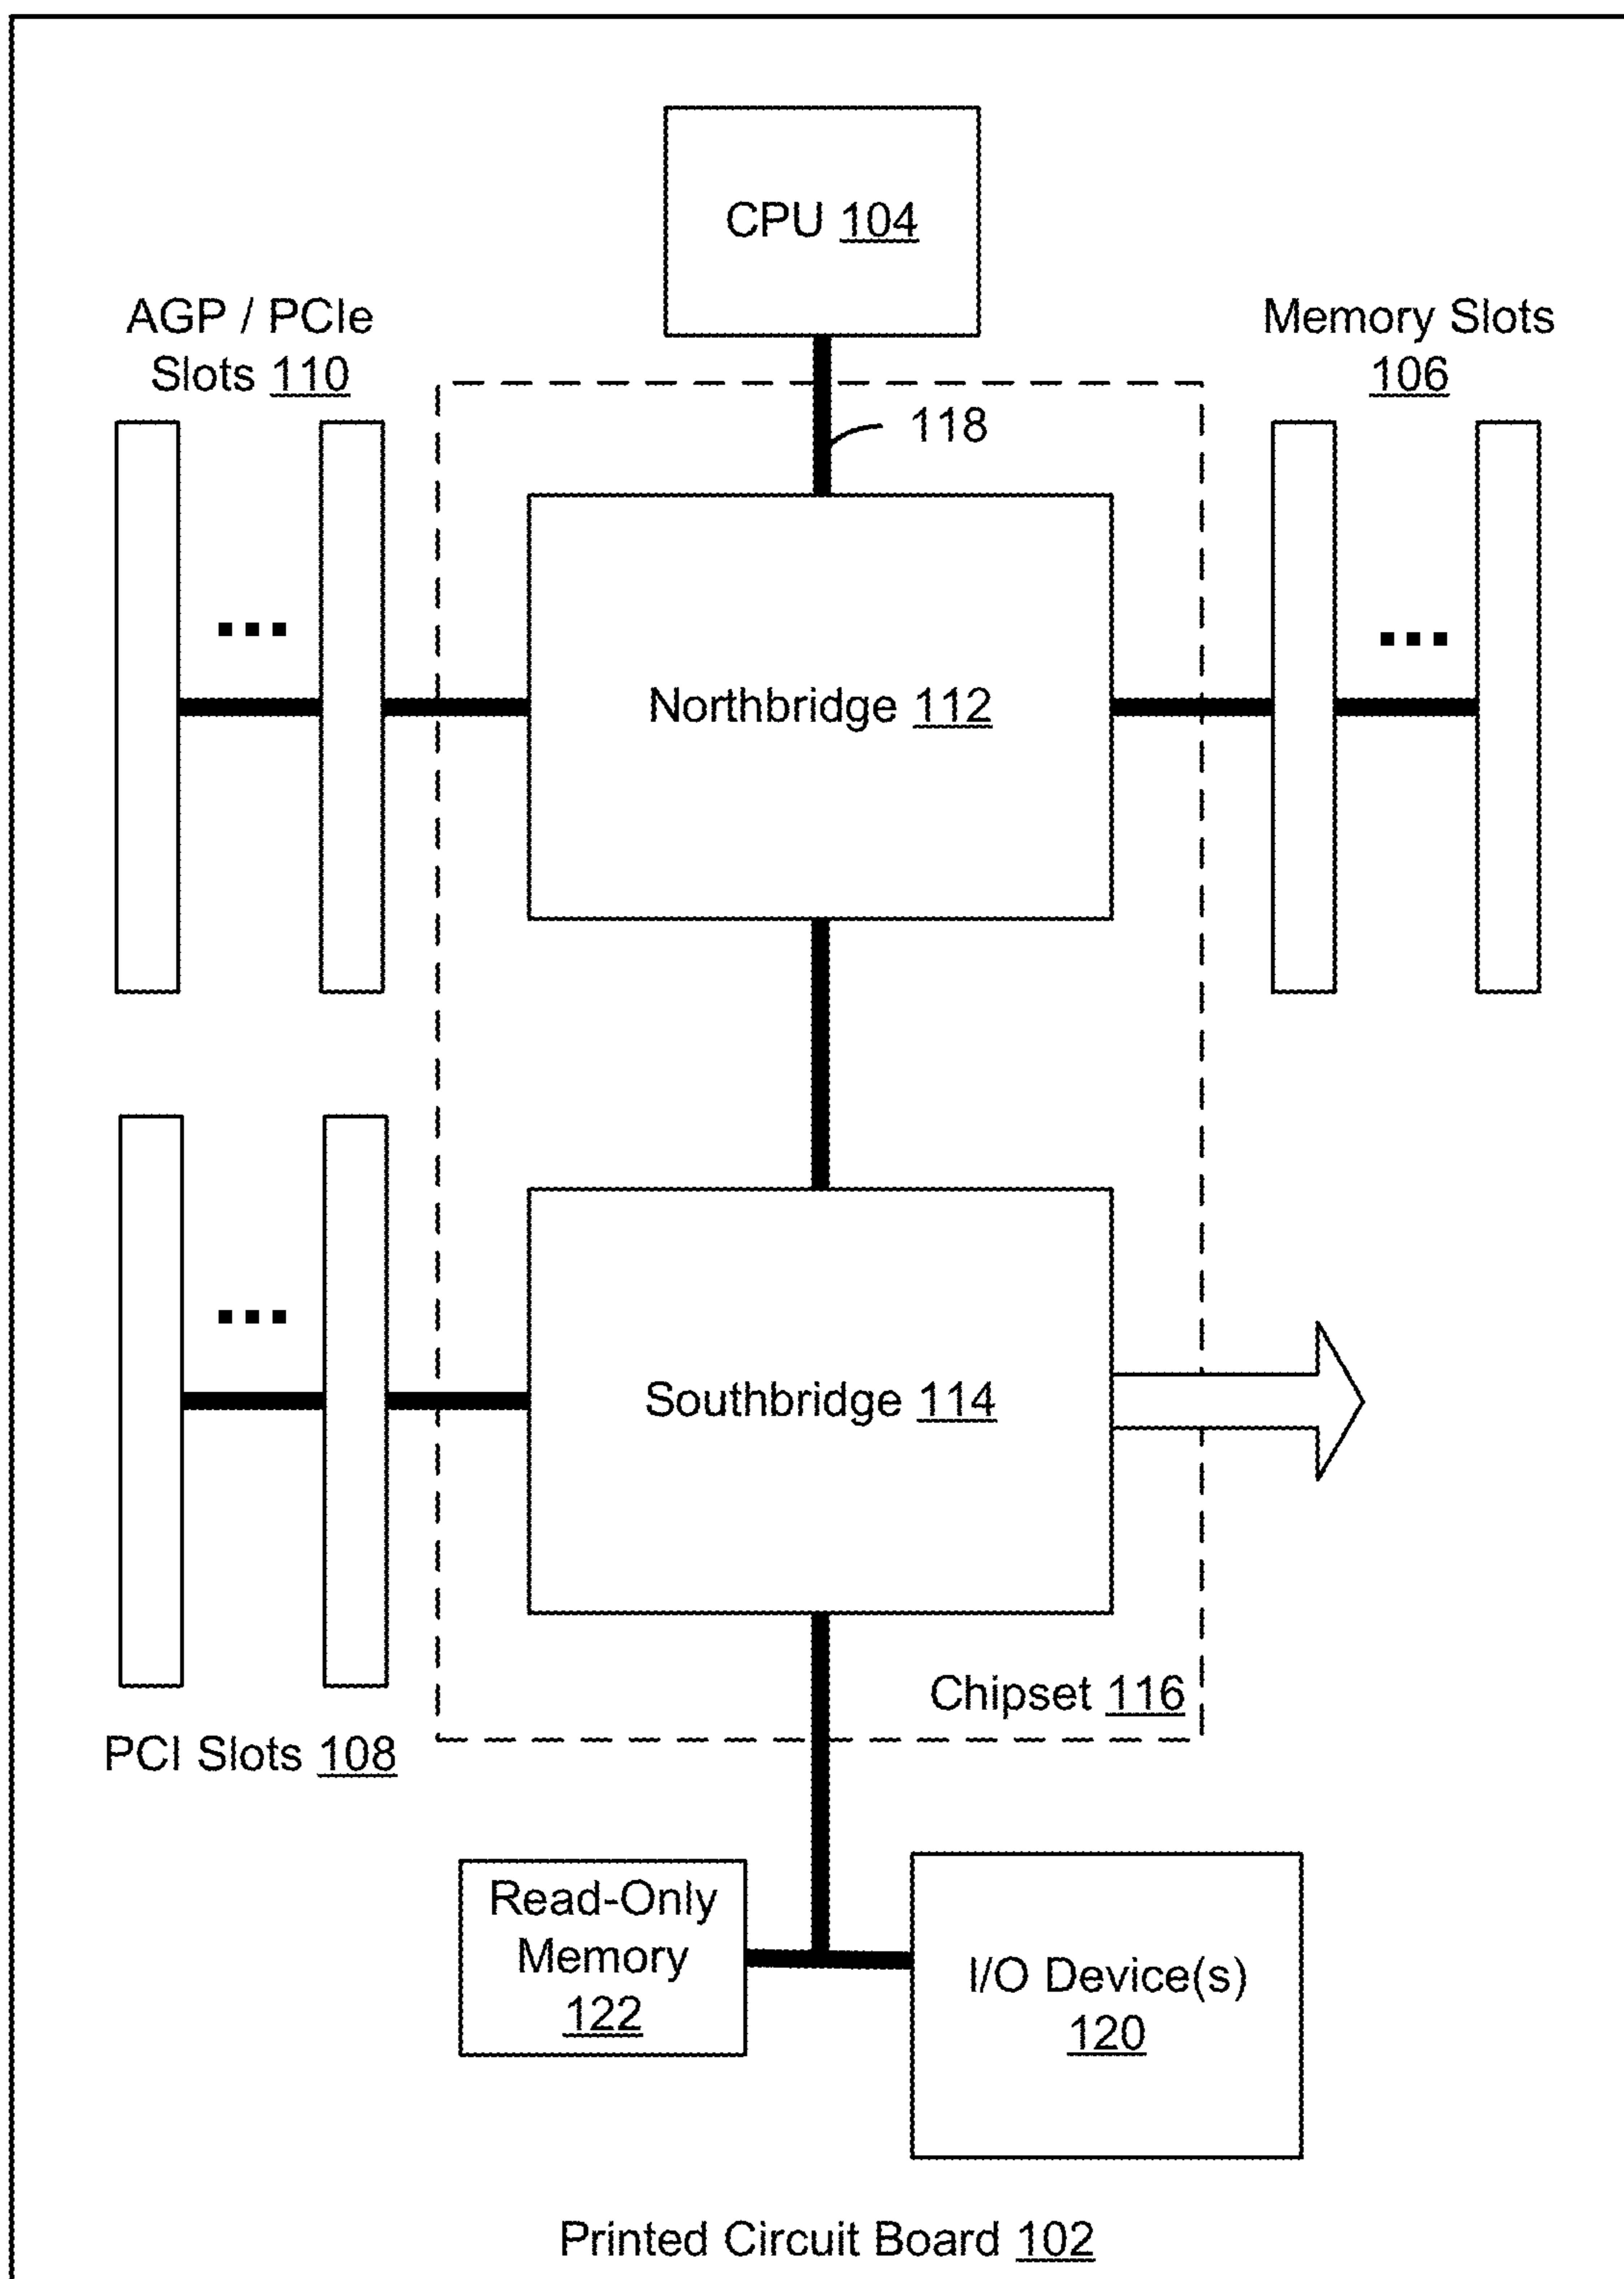 CPU 104
AGP / PCIe
Slots 110
Memory Slots
106
118
Northbridge 112
Southbridge 114
Chipset 116
PCI Slots 108
Read-Only
Memory
122
I/O Device(s)
120
Printed Circuit Board 102